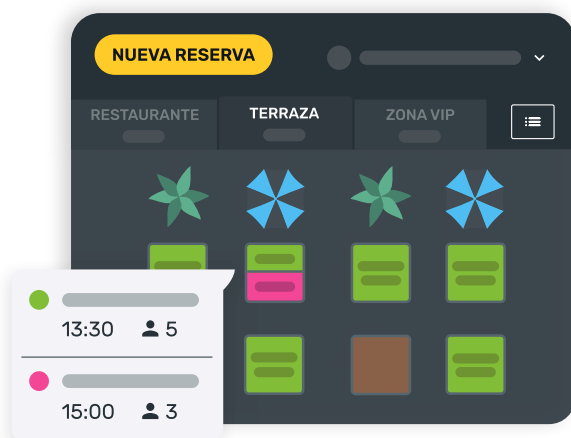 NUEVA RESERVA
RESTAURANTE
TERRAZA
ZONA VIP
13:30 5
15:00 3